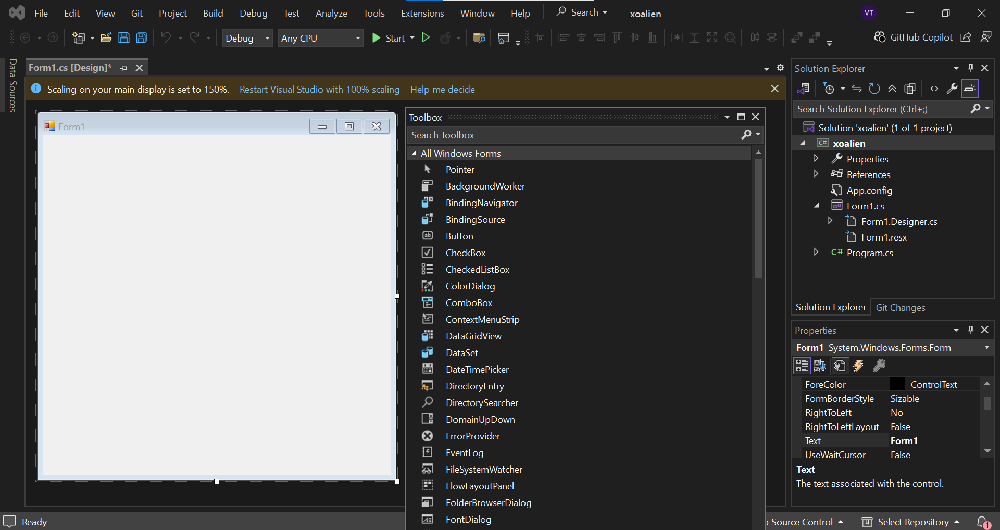 File Edit View Git Project Build Debug Test Analyze Tools Extensions Window Help Search xoalien VT
Debug Any CPU Start GitHub Copilot
Data Sources
Form1.cs [Design]*
Scaling on your main display is set to 150%. Restart Visual Studio with 100% scaling Help me decide
Form1
Toolbox
Search Toolbox
All Windows Forms
Pointer
BackgroundWorker
BindingNavigator
BindingSource
Button
CheckBox
CheckedListBox
ColorDialog
ComboBox
ContextMenuStrip
DataGridView
DataSet
DateTimePicker
DirectoryEntry
DirectorySearcher
DomainUpDown
ErrorProvider
EventLog
FileSystemWatcher
FlowLayoutPanel
FolderBrowserDialog
FontDialog
Solution Explorer
Search Solution Explorer (Ctrl+;)
Solution 'xoalien' (1 of 1 project)
C# xoalien
Properties
References
App.config
Form1.cs
Form1.Designer.cs
Form1.resx
C# Program.cs
Solution Explorer Git Changes
Properties
Form1 System.Windows.Forms.Form
ForeColor ControlText
FormBorderStyle Sizable
RightToLeft No
RightToLeftLayout False
Text Form1
UseWaitCursor False
Text
The text associated with the control.
Ready
Source Control Select Repository 1